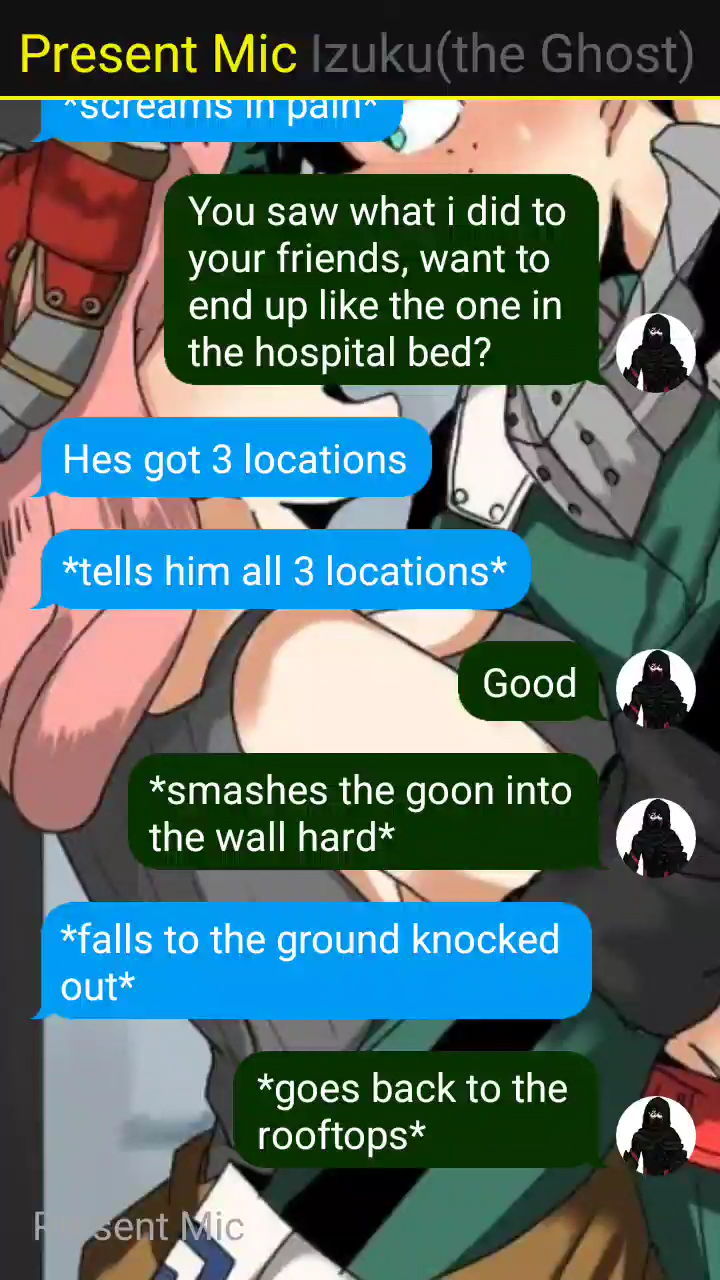 Present Mic Izuku(the Ghost)
*screams in pain*
You saw what i did to
your friends, want to
end up like the one in
the hospital bed?
Hes got 3 locations
*tells him all 3 locations*
Good
*smashes the goon into
the wall hard*
*falls to the ground knocked
out*
*goes back to the
rooftops*
Present Mic